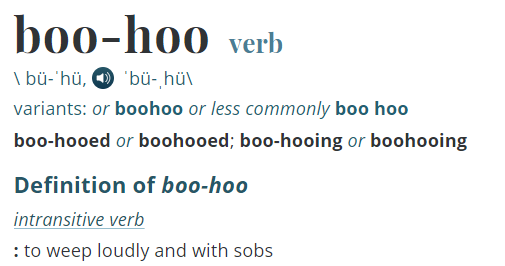 boo-hoo verb
\ bü-ˈhü, ˈbü-ˌhü\
variants: or boohoo or less commonly boo hoo
boo-hooed or boohooed; boo-hooing or boohooing
Definition of boo-hoo
intransitive verb
: to weep loudly and with sobs